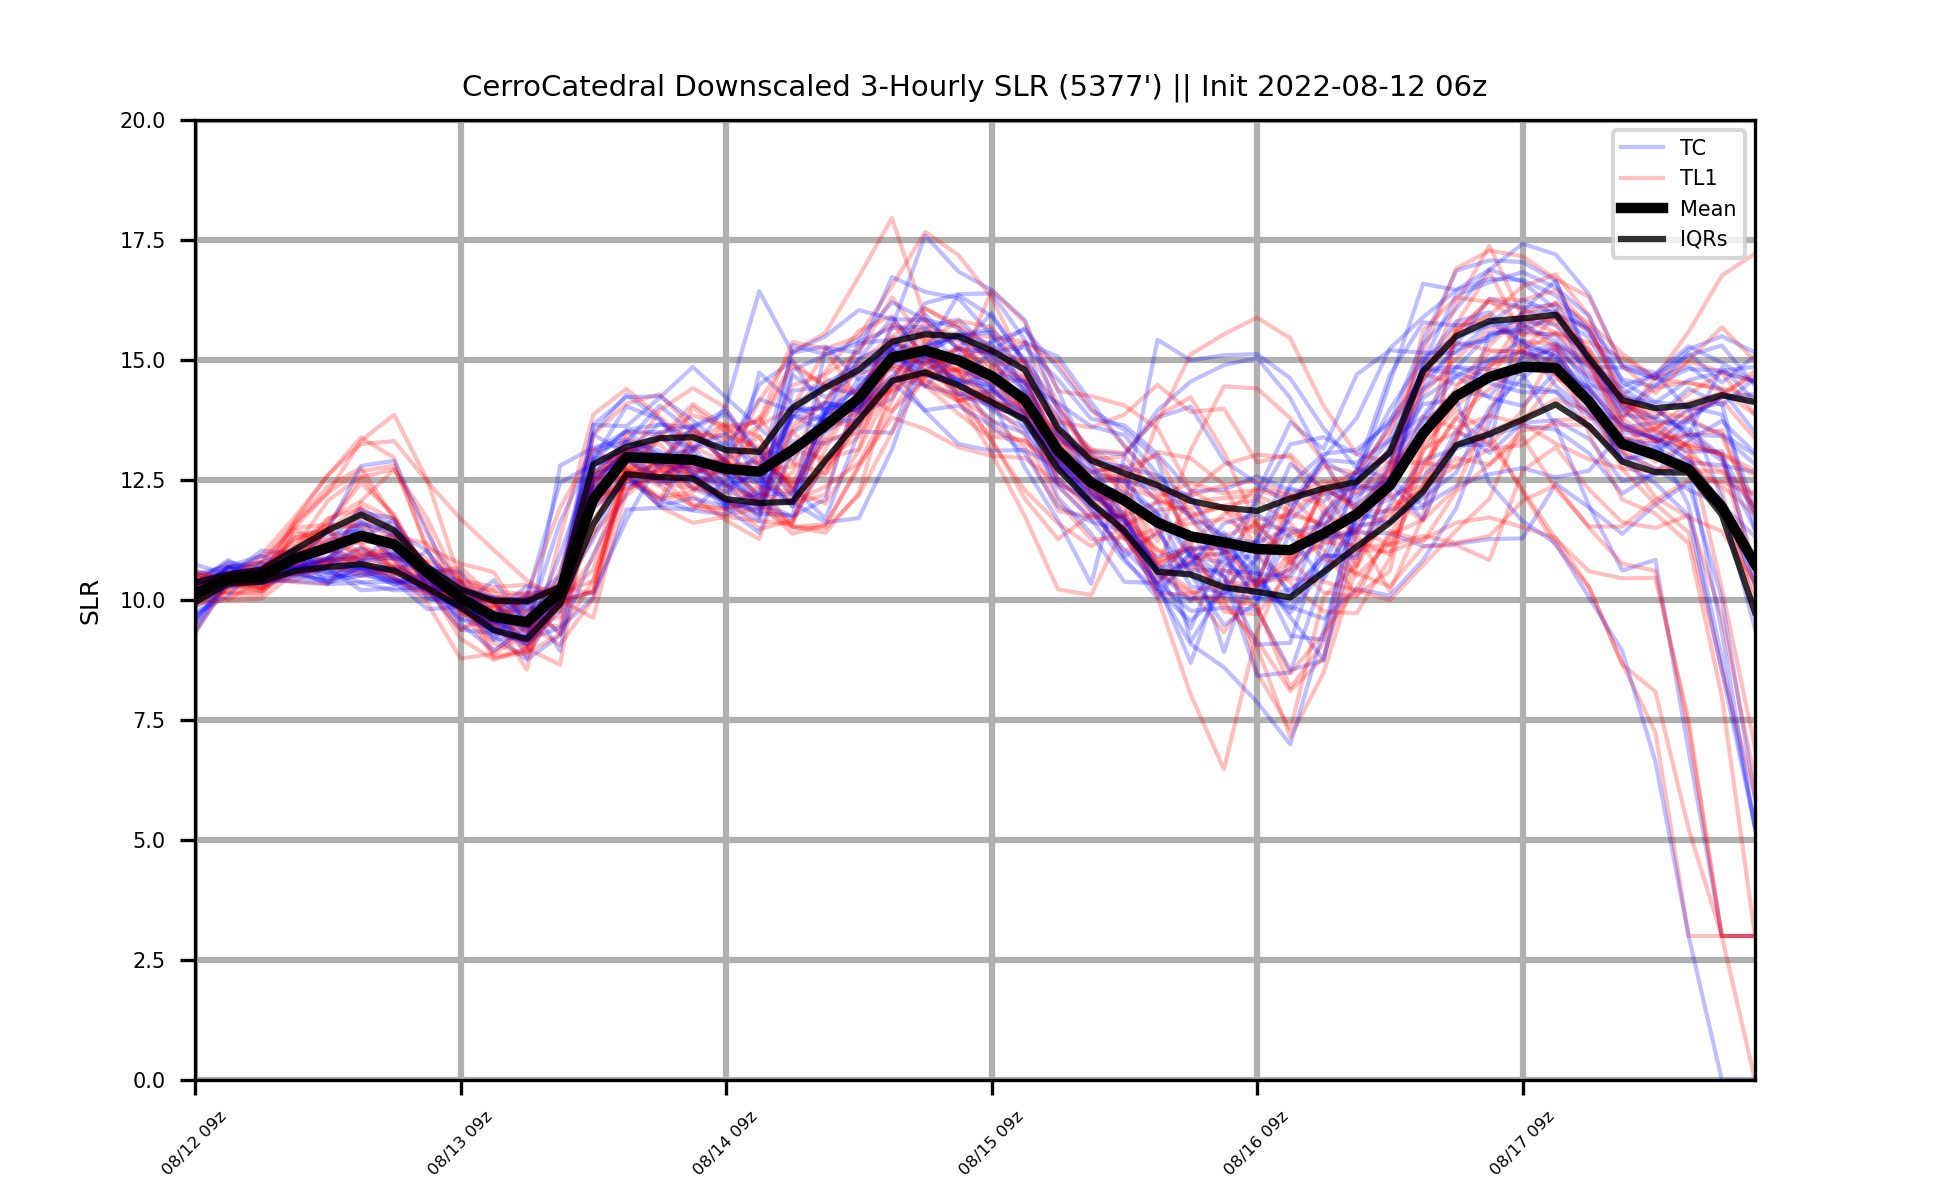 CerroCatedral Downscaled 3-Hourly SLR (5377') || Init 2022-08-12 06z
20.0
17.5
15.0
12.5
10.0
7.5
5.0
2.5
0.0
SLR
TC
TL1
Mean
IQRs
08/12 09z
08/13 09z
08/14 09z
08/15 09z
08/16 09z
08/17 09z